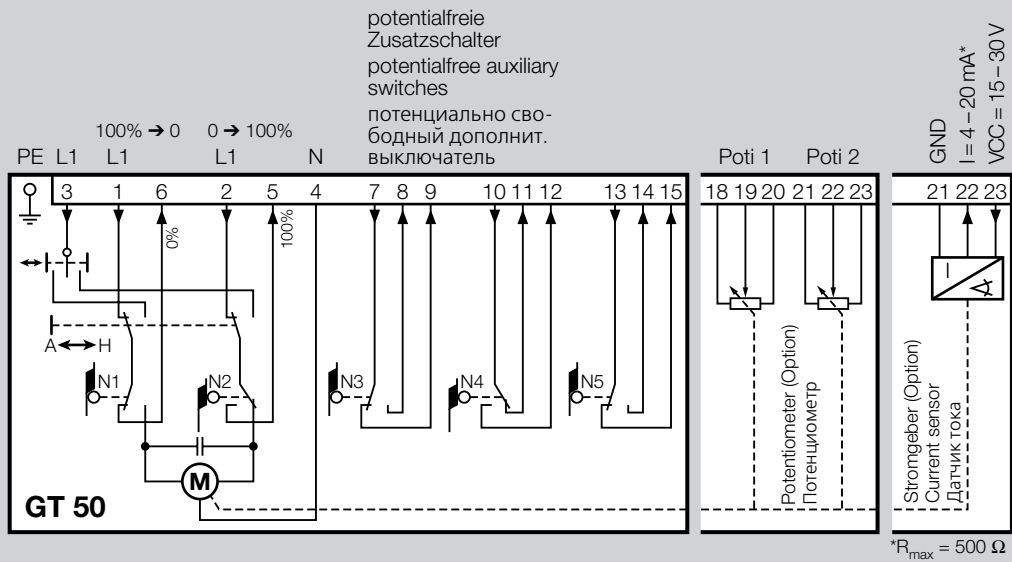 potentialfreie
Zusatzschalter
potentialfree auxiliary
switches
потенциально сво-
бодный дополнит.
выключатель
100% ➔ 0
0 ➔ 100%
PE L1 L1 L1 N
Poti 1 Poti 2
GND
I = 4 – 20 mA*
VCC = 15 – 30 V
3 1 6 2 5 4 7 8 9 10 11 12 13 14 15
18 19 20 21 22 23
21 22 23
0%
100%
A H
N1 N2 N3 N4 N5
M
GT 50
Potentiometer (Option)
Потенциометр
Stromgeber (Option)
Current sensor
Датчик тока
*Rmax = 500 Ω